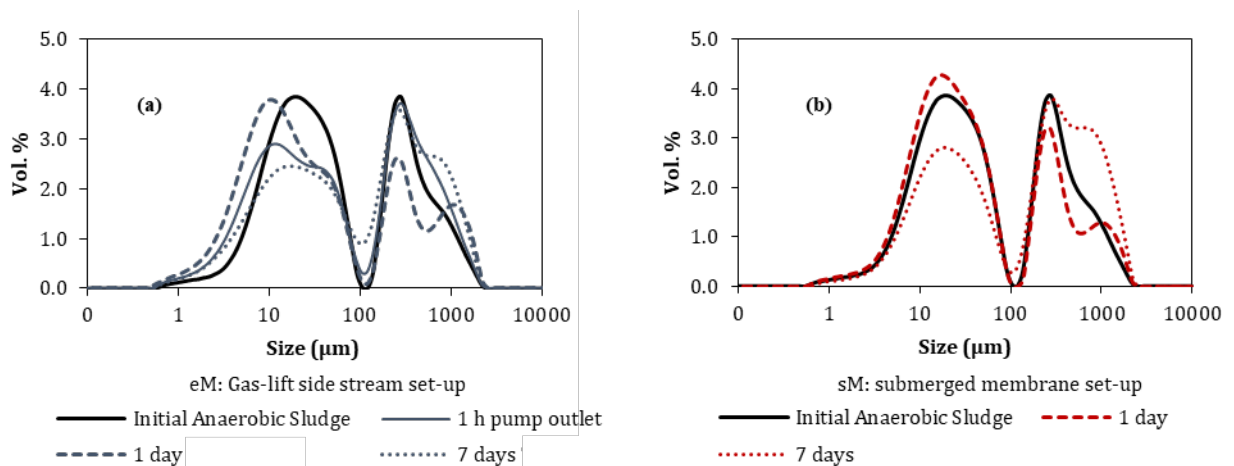 5.0
4.0
3.0
2.0
1.0
0.0
Vol. %
(a)
0 1 10 100 1000 10000
Size (μm)
eM: Gas-lift side stream set-up
Initial Anaerobic Sludge 1 h pump outlet
1 day 7 days
5.0
4.0
3.0
2.0
1.0
0.0
Vol. %
(b)
0 1 10 100 1000 10000
Size (μm)
sM: submerged membrane set-up
Initial Anaerobic Sludge 1 day
7 days